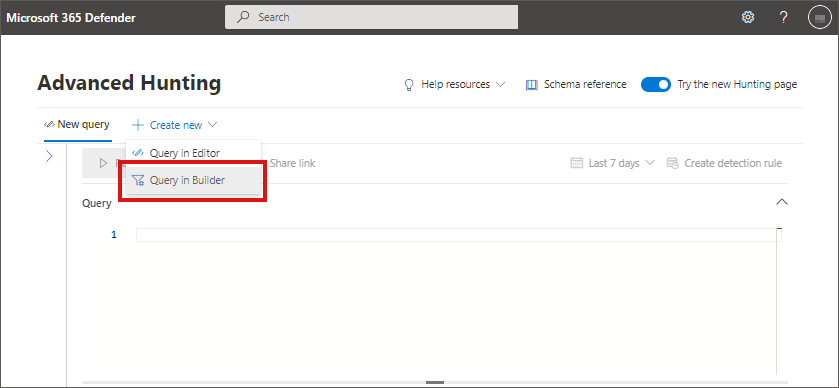 Microsoft 365 Defender
Search
?
Advanced Hunting
Help resources
Schema reference
Try the new Hunting page
New query
Create new
Query in Editor
Share link
Last 7 days
Create detection rule
Query in Builder
Query
1